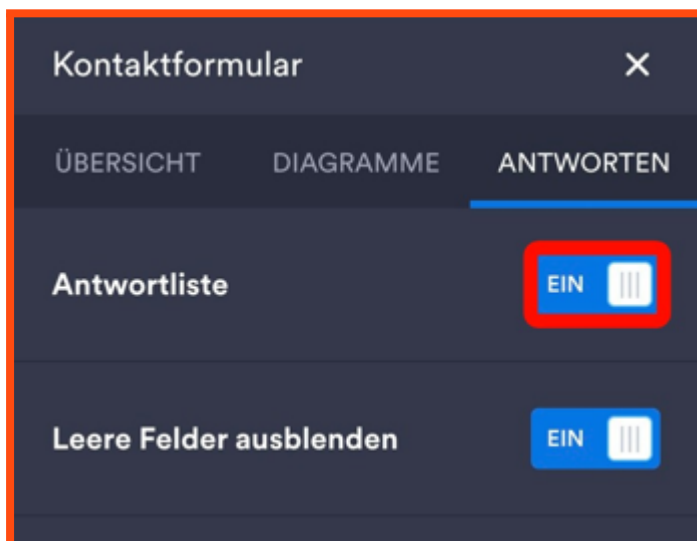 Kontaktformular
ÜBERSICHT DIAGRAMME ANTWORTEN
Antwortliste EIN
Leere Felder ausblenden EIN